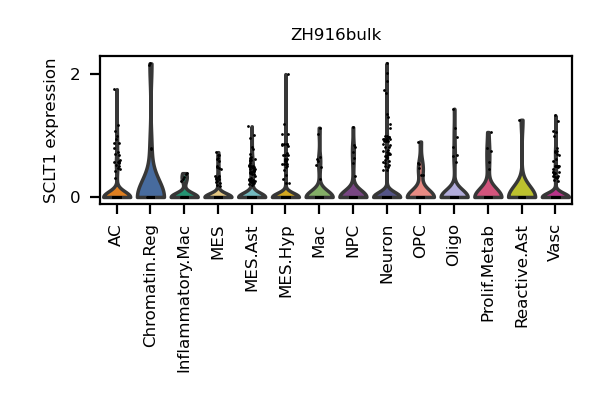 ZH916bulk
SCLT1 expression
2
0
AC
Chromatin.Reg
Inflammatory.Mac
MES
MES.Ast
MES.Hyp
Mac
NPC
Neuron
OPC
Oligo
Prolif.Metab
Reactive.Ast
Vasc